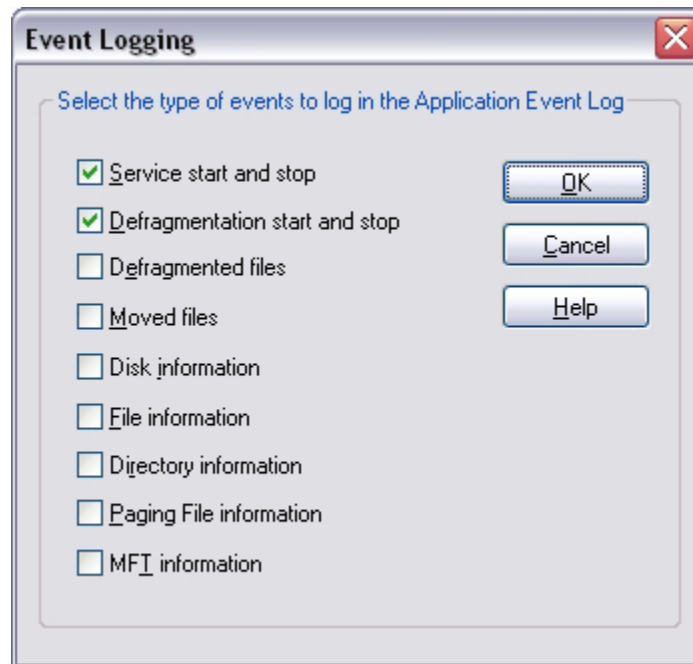 Event Logging
Select the type of events to log in the Application Event Log
Service start and stop
Defragmentation start and stop
Defragmented files
Moved files
Disk information
File information
Directory information
Paging File information
MFT information
OK
Cancel
Help